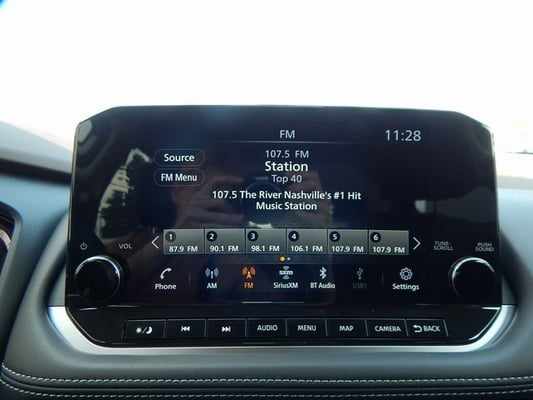 FM
11:28
Source
107.5 FM
Station
FM Menu
Top 40
107.5 The River Nashville's #1 Hit
Music Station
1 2 3 4 5 6
87.9 FM 90.1 FM 98.1 FM 106.1 FM 107.9 FM 107.9 FM
VOL
TUNE-
SCROLL
PUSH
SOUND
Phone AM FM SiriusXM BT Audio USB1 Settings
AUDIO MENU MAP CAMERA BACK